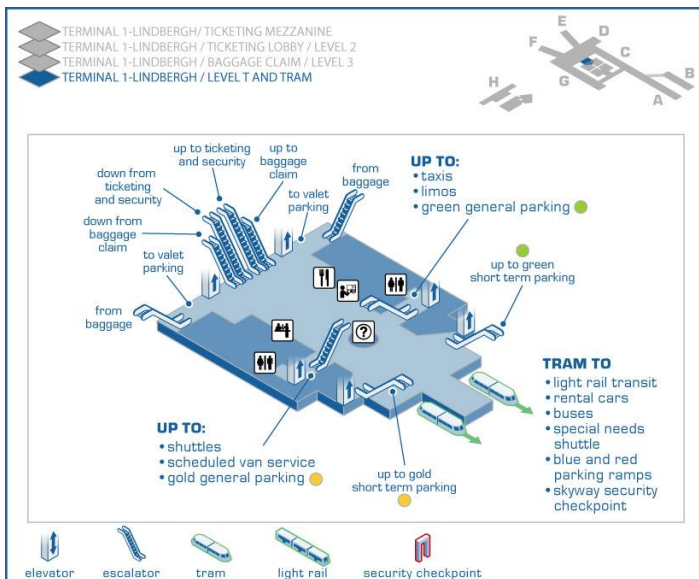 TERMINAL 1-LINDBERGH/ TICKETING MEZZANINE
TERMINAL 1-LINDBERGH / TICKETING LOBBY / LEVEL 2
TERMINAL 1-LINDBERGH / BAGGAGE CLAIM / LEVEL 3
TERMINAL 1-LINDBERGH / LEVEL T AND TRAM
E
D
F
C
G
B
H
A
up to ticketing
and security
up to
baggage
claim
from
baggage
UP TO:
• taxis
• limos
• green general parking
down from
ticketing
and security
to valet
parking
down from
baggage
claim
to valet
parking
up to green
short term parking
from
baggage
?
TRAM TO
• light rail transit
• rental cars
• buses
• special needs
shuttle
• blue and red
parking ramps
• skyway security
checkpoint
UP TO:
• shuttles
• scheduled van service
• gold general parking
up to gold
short term parking
elevator
escalator
tram
light rail
security checkpoint